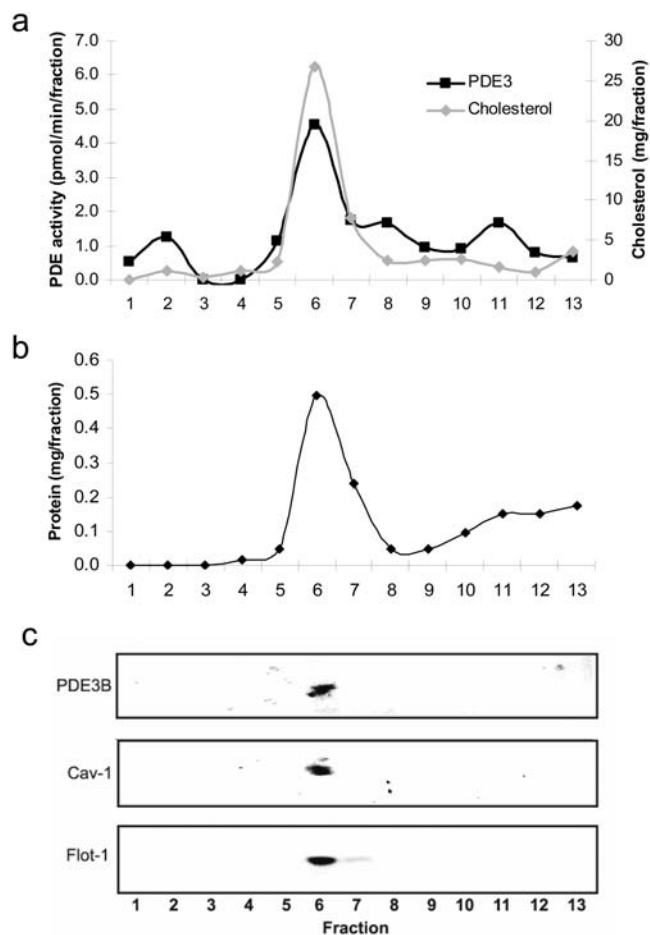 a
PDE activity (pmol/min/fraction)
7.0
6.0
5.0
4.0
3.0
2.0
1.0
0.0
PDE3
Cholesterol
30
25
20
15
10
5
0
Cholesterol (mg/fraction)
1 2 3 4 5 6 7 8 9 10 11 12 13
b
Protein (mg/fraction)
0.6
0.5
0.4
0.3
0.2
0.1
0.0
1 2 3 4 5 6 7 8 9 10 11 12 13
c
PDE3B
Cav-1
Flot-1
1 2 3 4 5 6 7 8 9 10 11 12 13
Fraction